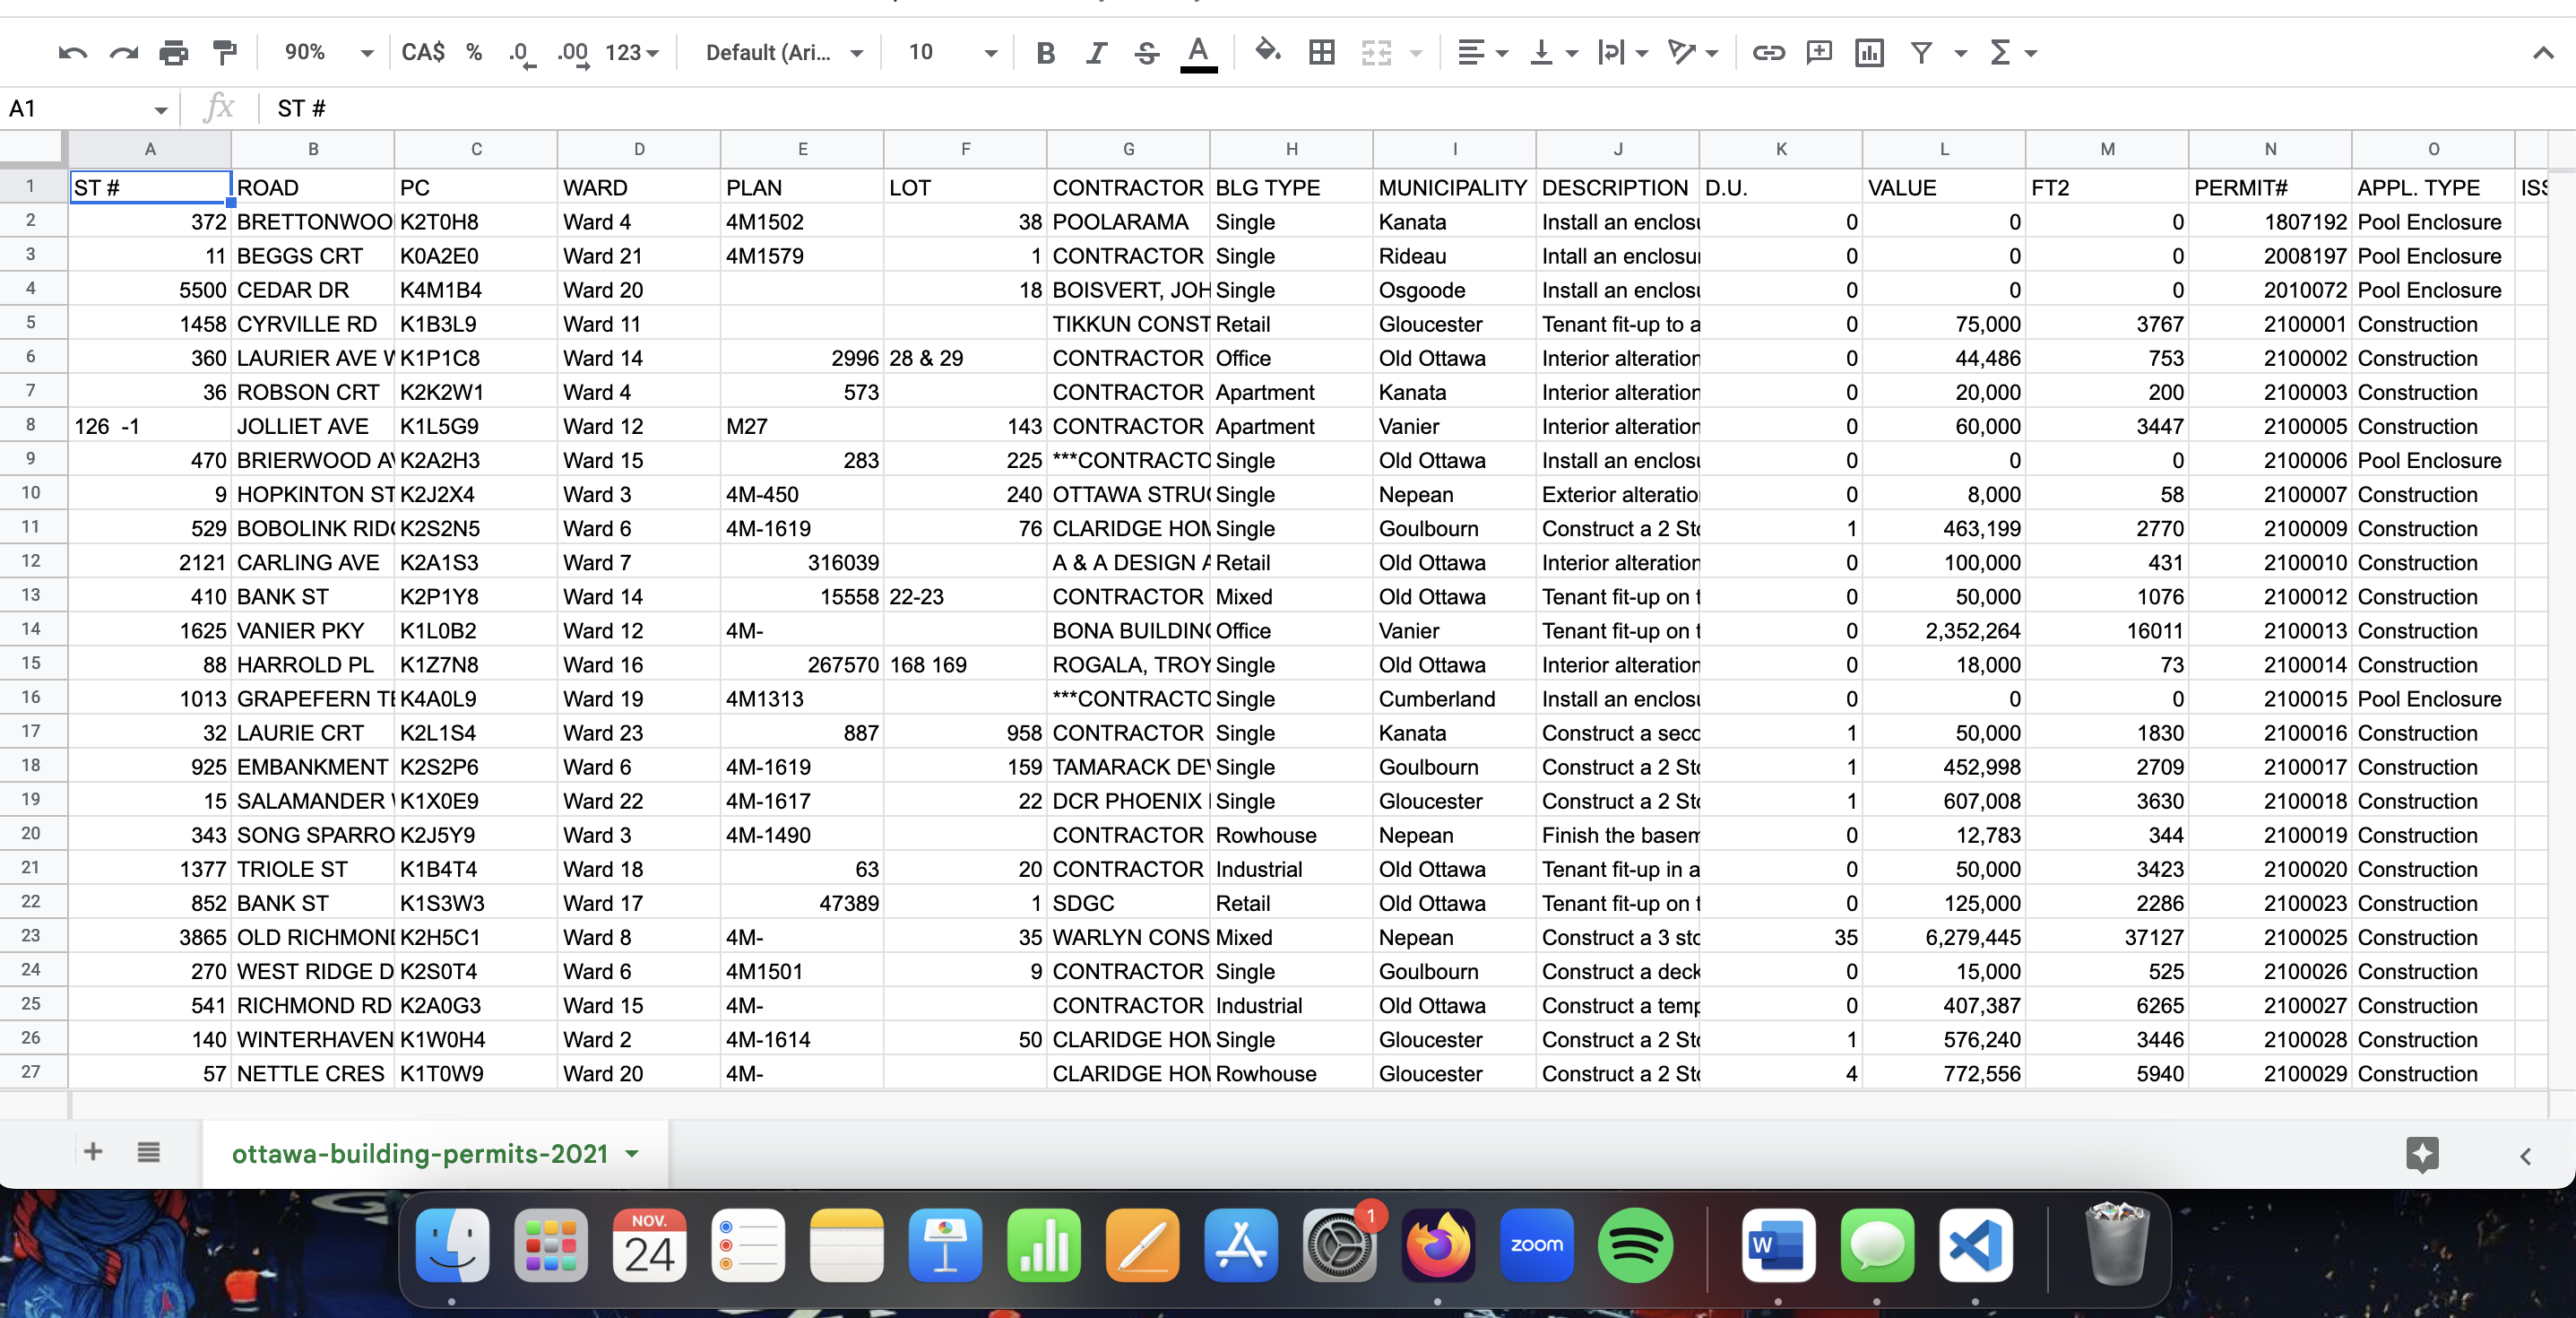 90% CA$ % .0 .00 123 Default (Ari... 10 B I S A
A1 fx ST #
A B C D E F G H I J K L M N O
1 ST # ROAD PC WARD PLAN LOT CONTRACTOR BLG TYPE MUNICIPALITY DESCRIPTION D.U. VALUE FT2 PERMIT# APPL. TYPE ISS
2 372 BRETTONWOO K2T0H8 Ward 4 4M1502 38 POOLARAMA Single Kanata Install an enclosu 0 0 0 1807192 Pool Enclosure
3 11 BEGGS CRT K0A2E0 Ward 21 4M1579 1 CONTRACTOR Single Rideau Intall an enclosur 0 0 0 2008197 Pool Enclosure
4 5500 CEDAR DR K4M1B4 Ward 20 18 BOISVERT, JOH Single Osgoode Install an enclosu 0 0 0 2010072 Pool Enclosure
5 1458 CYRVILLE RD K1B3L9 Ward 11 TIKKUN CONST Retail Gloucester Tenant fit-up to a 0 75,000 3767 2100001 Construction
6 360 LAURIER AVE W K1P1C8 Ward 14 2996 28 & 29 CONTRACTOR Office Old Ottawa Interior alteration 0 44,486 753 2100002 Construction
7 36 ROBSON CRT K2K2W1 Ward 4 573 CONTRACTOR Apartment Kanata Interior alteration 0 20,000 200 2100003 Construction
8 126 -1 JOLLIET AVE K1L5G9 Ward 12 M27 143 CONTRACTOR Apartment Vanier Interior alteration 0 60,000 3447 2100005 Construction
9 470 BRIERWOOD AV K2A2H3 Ward 15 283 225 ***CONTRACTO Single Old Ottawa Install an enclosu 0 0 0 2100006 Pool Enclosure
10 9 HOPKINTON ST K2J2X4 Ward 3 4M-450 240 OTTAWA STRUC Single Nepean Exterior alteratio 0 8,000 58 2100007 Construction
11 529 BOBOLINK RIDG K2S2N5 Ward 6 4M-1619 76 CLARIDGE HOM Single Goulbourn Construct a 2 Sto 1 463,199 2770 2100009 Construction
12 2121 CARLING AVE K2A1S3 Ward 7 316039 A & A DESIGN A Retail Old Ottawa Interior alteration 0 100,000 431 2100010 Construction
13 410 BANK ST K2P1Y8 Ward 14 15558 22-23 CONTRACTOR Mixed Old Ottawa Tenant fit-up on t 0 50,000 1076 2100012 Construction
14 1625 VANIER PKY K1L0B2 Ward 12 4M- BONA BUILDING Office Vanier Tenant fit-up on t 0 2,352,264 16011 2100013 Construction
15 88 HARROLD PL K1Z7N8 Ward 16 267570 168 169 ROGALA, TROY Single Old Ottawa Interior alteration 0 18,000 73 2100014 Construction
16 1013 GRAPEFERN TE K4A0L9 Ward 19 4M1313 ***CONTRACTO Single Cumberland Install an enclosu 0 0 0 2100015 Pool Enclosure
17 32 LAURIE CRT K2L1S4 Ward 23 887 958 CONTRACTOR Single Kanata Construct a seco 1 50,000 1830 2100016 Construction
18 925 EMBANKMENT K2S2P6 Ward 6 4M-1619 159 TAMARACK DEV Single Goulbourn Construct a 2 Sto 1 452,998 2709 2100017 Construction
19 15 SALAMANDER K1X0E9 Ward 22 4M-1617 22 DCR PHOENIX Single Gloucester Construct a 2 Sto 1 607,008 3630 2100018 Construction
20 343 SONG SPARRO K2J5Y9 Ward 3 4M-1490 CONTRACTOR Rowhouse Nepean Finish the basem 0 12,783 344 2100019 Construction
21 1377 TRIOLE ST K1B4T4 Ward 18 63 20 CONTRACTOR Industrial Old Ottawa Tenant fit-up in a 0 50,000 3423 2100020 Construction
22 852 BANK ST K1S3W3 Ward 17 47389 1 SDGC Retail Old Ottawa Tenant fit-up on t 0 125,000 2286 2100023 Construction
23 3865 OLD RICHMOND K2H5C1 Ward 8 4M- 35 WARLYN CONS Mixed Nepean Construct a 3 sto 35 6,279,445 37127 2100025 Construction
24 270 WEST RIDGE D K2S0T4 Ward 6 4M1501 9 CONTRACTOR Single Goulbourn Construct a deck 0 15,000 525 2100026 Construction
25 541 RICHMOND RD K2A0G3 Ward 15 4M- CONTRACTOR Industrial Old Ottawa Construct a temp 0 407,387 6265 2100027 Construction
26 140 WINTERHAVEN K1W0H4 Ward 2 4M-1614 50 CLARIDGE HOM Single Gloucester Construct a 2 Sto 1 576,240 3446 2100028 Construction
27 57 NETTLE CRES K1T0W9 Ward 20 4M- CLARIDGE HOM Rowhouse Gloucester Construct a 2 Sto 4 772,556 5940 2100029 Construction
ottawa-building-permits-2021
NOV. 24 1 zoom W